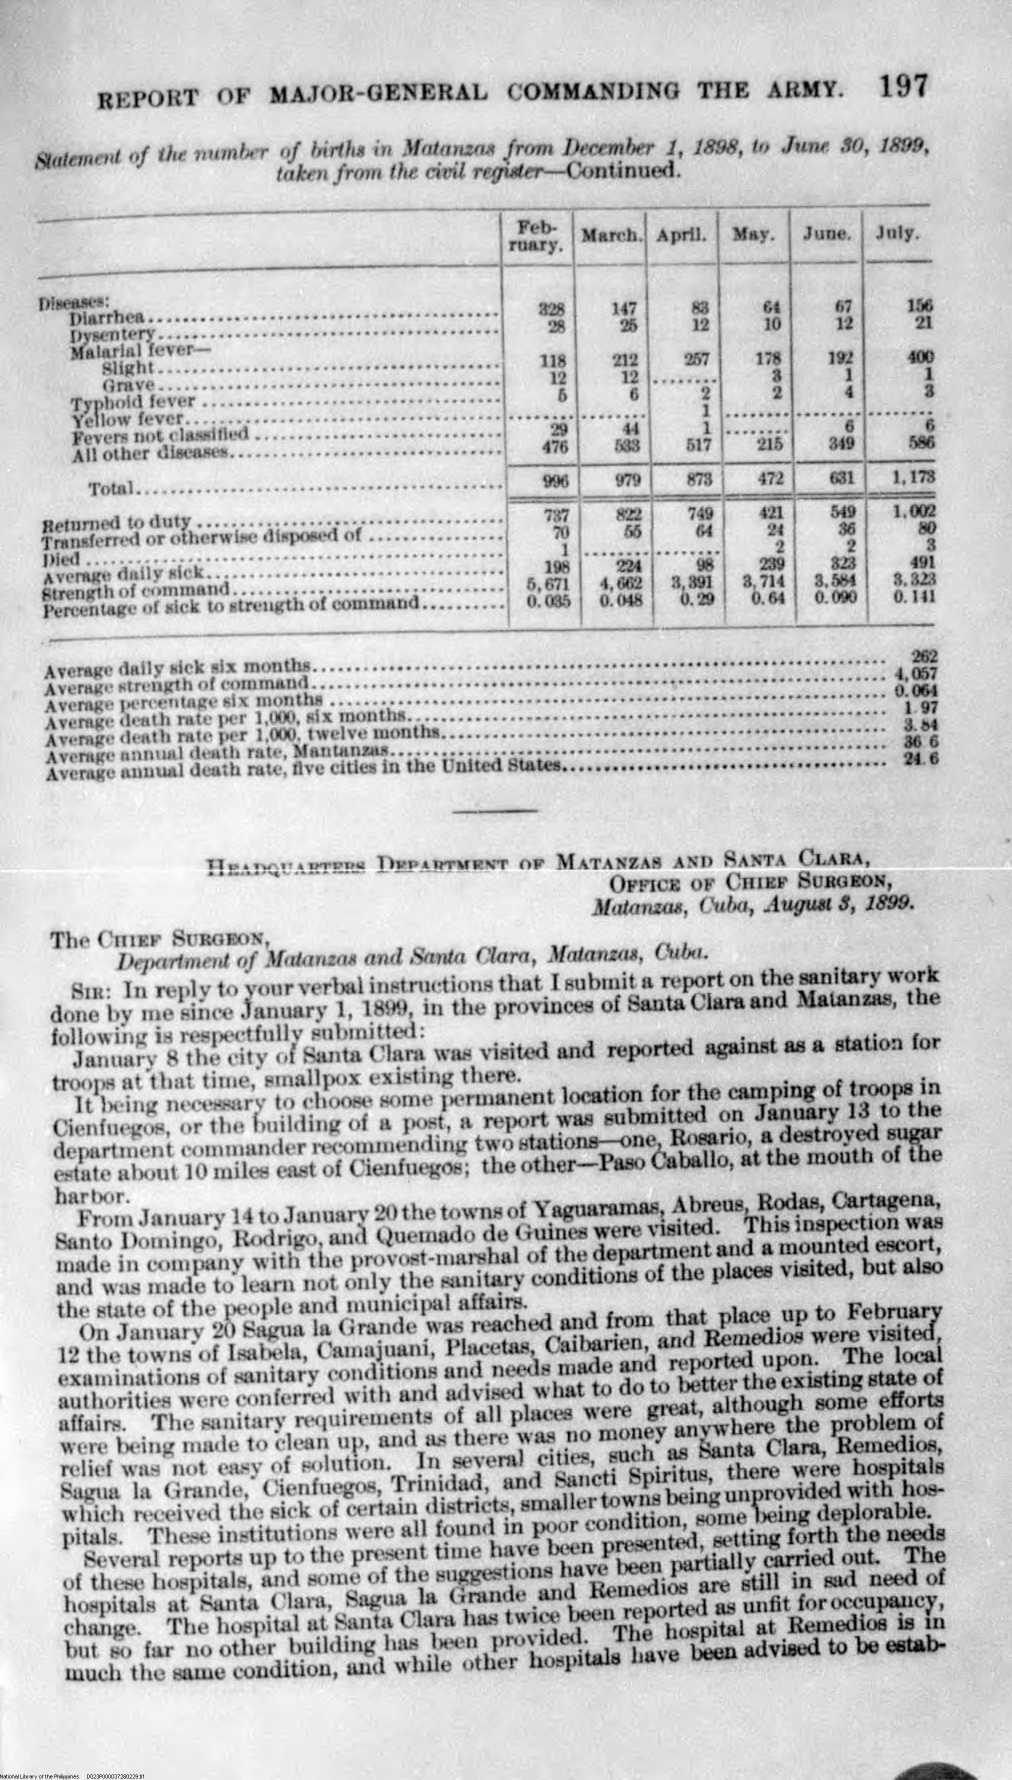 REPORT OF MAJOR-GENERAL COMMANDING THE ARMY. 197
Statement of the number of births in Matanzas from December 1, 1898, to June 30, 1899,
taken from the civil register—Continued.
Feb-
ruary. March. April. May. June. July.
Diseases:
Diarrhea 328 147 83 64 67 156
Dysentery 28 25 12 10 12 21
Malarial fever—
Slight 118 212 257 178 192 400
Grave 12 12 ........ 3 1 1
Typhoid fever 5 6 2 2 4 3
Yellow fever ........ ........ 1 ........ ........ ........
Fevers not classified 29 44 1 ........ 6 6
All other diseases 476 533 517 215 349 586
Total 996 979 873 472 631 1,173
Returned to duty 737 822 749 421 549 1,002
Transferred or otherwise disposed of 70 55 64 24 36 80
Died 1 ........ ........ 2 2 3
Average daily sick 198 224 98 239 323 491
Strength of command 5,671 4,662 3,391 3,714 3,584 3,323
Percentage of sick to strength of command 0.035 0.048 0.29 0.64 0.090 0.141
Average daily sick six months 262
Average strength of command 4,057
Average percentage six months 0.064
Average death rate per 1,000, six months 1 97
Average death rate per 1,000, twelve months 3.84
Average annual death rate, Mantanzas 36 6
Average annual death rate, five cities in the United States 24.6
HEADQUARTERS DEPARTMENT OF MATANZAS AND SANTA CLARA,
OFFICE OF CHIEF SURGEON,
Matanzas, Cuba, August 3, 1899.
The CHIEF SURGEON,
Department of Matanzas and Santa Clara, Matanzas, Cuba.
SIR: In reply to your verbal instructions that I submit a report on the sanitary work
done by me since January 1, 1899, in the provinces of Santa Clara and Matanzas, the
following is respectfully submitted:
January 8 the city of Santa Clara was visited and reported against as a station for
troops at that time, smallpox existing there.
It being necessary to choose some permanent location for the camping of troops in
Cienfuegos, or the building of a post, a report was submitted on January 13 to the
department commander recommending two stations—one, Rosario, a destroyed sugar
estate about 10 miles east of Cienfuegos; the other—Paso Caballo, at the mouth of the
harbor.
From January 14 to January 20 the towns of Yaguaramas, Abreus, Rodas, Cartagena,
Santo Domingo, Rodrigo, and Quemado de Guines were visited. This inspection was
made in company with the provost-marshal of the department and a mounted escort,
and was made to learn not only the sanitary conditions of the places visited, but also
the state of the people and municipal affairs.
On January 20 Sagua la Grande was reached and from that place up to February
12 the towns of Isabela, Camajuani, Placetas, Caibarien, and Remedios were visited,
examinations of sanitary conditions and needs made and reported upon. The local
authorities were conferred with and advised what to do to better the existing state of
affairs. The sanitary requirements of all places were great, although some efforts
were being made to clean up, and as there was no money anywhere the problem of
relief was not easy of solution. In several cities, such as Santa Clara, Remedios,
Sagua la Grande, Cienfuegos, Trinidad, and Sancti Spiritus, there were hospitals
which received the sick of certain districts, smaller towns being unprovided with hos-
pitals. These institutions were all found in poor condition, some being deplorable.
Several reports up to the present time have been presented, setting forth the needs
of these hospitals, and some of the suggestions have been partially carried out. The
hospitals at Santa Clara, Sagua la Grande and Remedios are still in sad need of
change. The hospital at Santa Clara has twice been reported as unfit for occupancy,
but so far no other building has been provided. The hospital at Remedios is in
much the same condition, and while other hospitals have been advised to be estab-